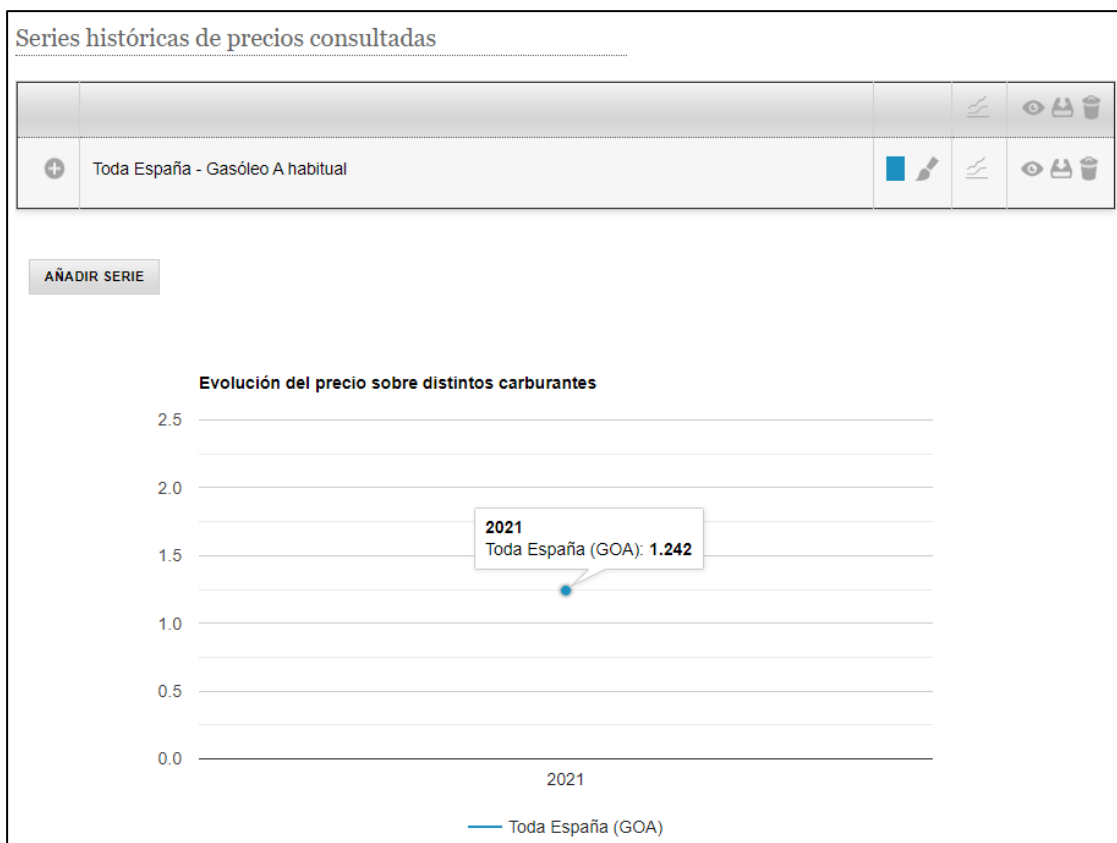 Series históricas de precios consultadas
Toda España - Gasóleo A habitual
AÑADIR SERIE
Evolución del precio sobre distintos carburantes
2.5
2.0
2021
Toda España (GOA): 1.242
1.5
1.0
0.5
0.0
2021
Toda España (GOA)